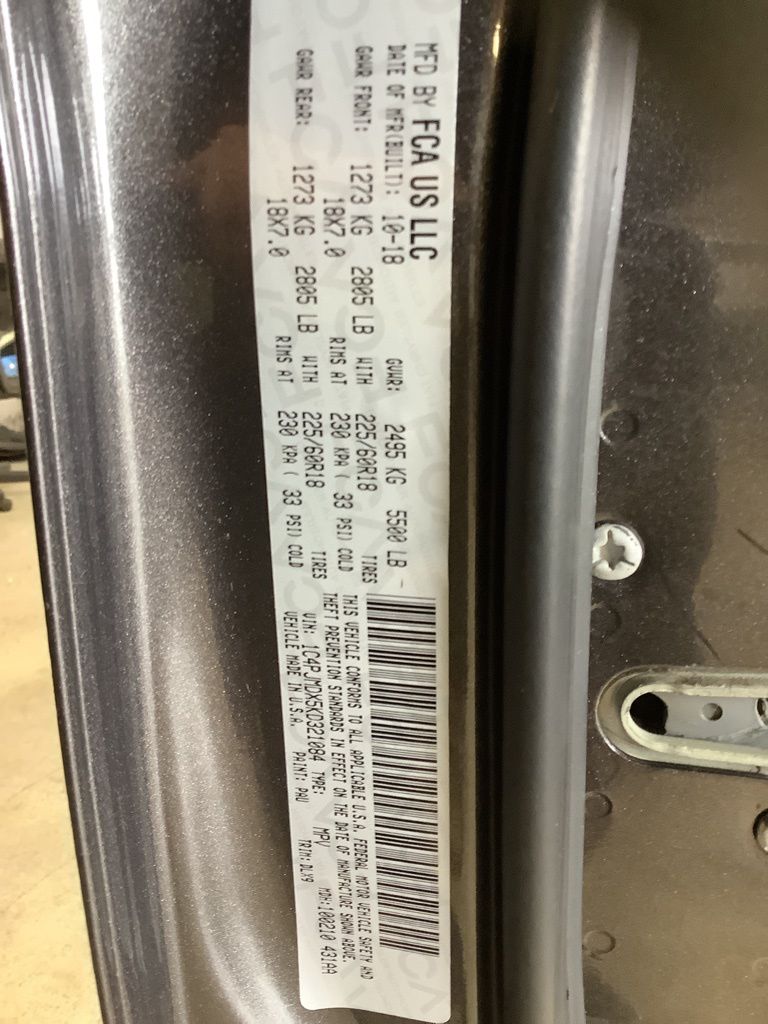 MFD BY FCA US LLC
DATE OF MFR(BUILT): 10-18 GVWR: 2495 KG 5500 LB
GAWR FRONT: 1273 KG 2805 LB WITH 225/60R18 TIRES
18X7.0 RIMS AT 230 KPA ( 33 PSI) COLD
GAWR REAR: 1273 KG 2805 LB WITH 225/60R18 TIRES
18X7.0 RIMS AT 230 KPA ( 33 PSI) COLD
THIS VEHICLE CONFORMS TO ALL APPLICABLE U.S.A. FEDERAL MOTOR VEHICLE SAFETY AND
THEFT PREVENTION STANDARDS IN EFFECT ON THE DATE OF MANUFACTURE SHOWN ABOVE.
VIN: 1C4PJMDX5KD321084 TYPE: MPV MDH:100210 431AA
VEHICLE MADE IN U.S.A. PAINT: PAU TRIM:DLX9